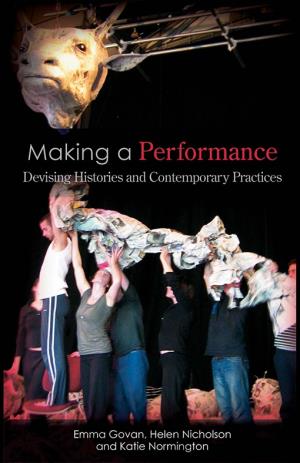 Making a Performance
Devising Histories and Contemporary Practices
Emma Govan, Helen Nicholson
and Katie Normington